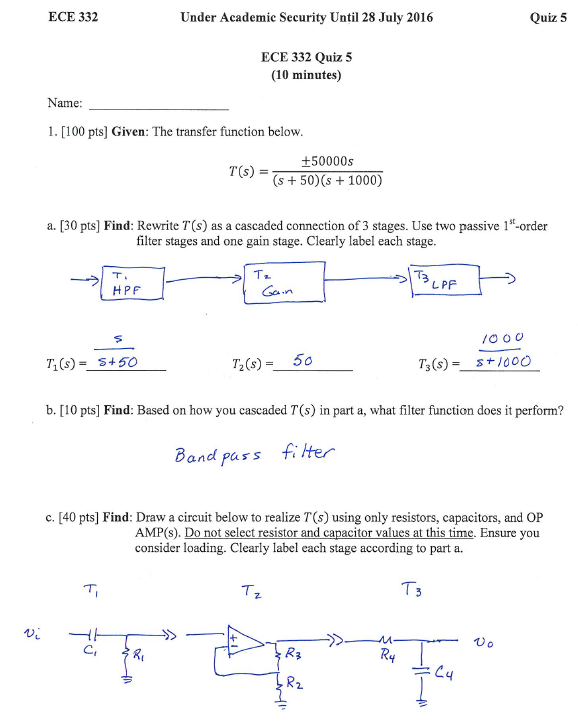 ECE 332 Under Academic Security Until 28 July 2016 Quiz 5
ECE 332 Quiz 5
(10 minutes)
Name: ____________________
1. [100 pts] Given: The transfer function below.
T(s) = ±50000s / (s + 50)(s + 1000)
a. [30 pts] Find: Rewrite T(s) as a cascaded connection of 3 stages. Use two passive 1st-order
filter stages and one gain stage. Clearly label each stage.
T1 T2 T3
HPF Gain LPF
T1(s) = s / s+50 T2(s) = 50 T3(s) = 1000 / s+1000
b. [10 pts] Find: Based on how you cascaded T(s) in part a, what filter function does it perform?
Bandpass filter
c. [40 pts] Find: Draw a circuit below to realize T(s) using only resistors, capacitors, and OP
AMP(s). Do not select resistor and capacitor values at this time. Ensure you
consider loading. Clearly label each stage according to part a.
T1 T2 T3
vi + - vo
C1 R1 R3 R4
R2 C4